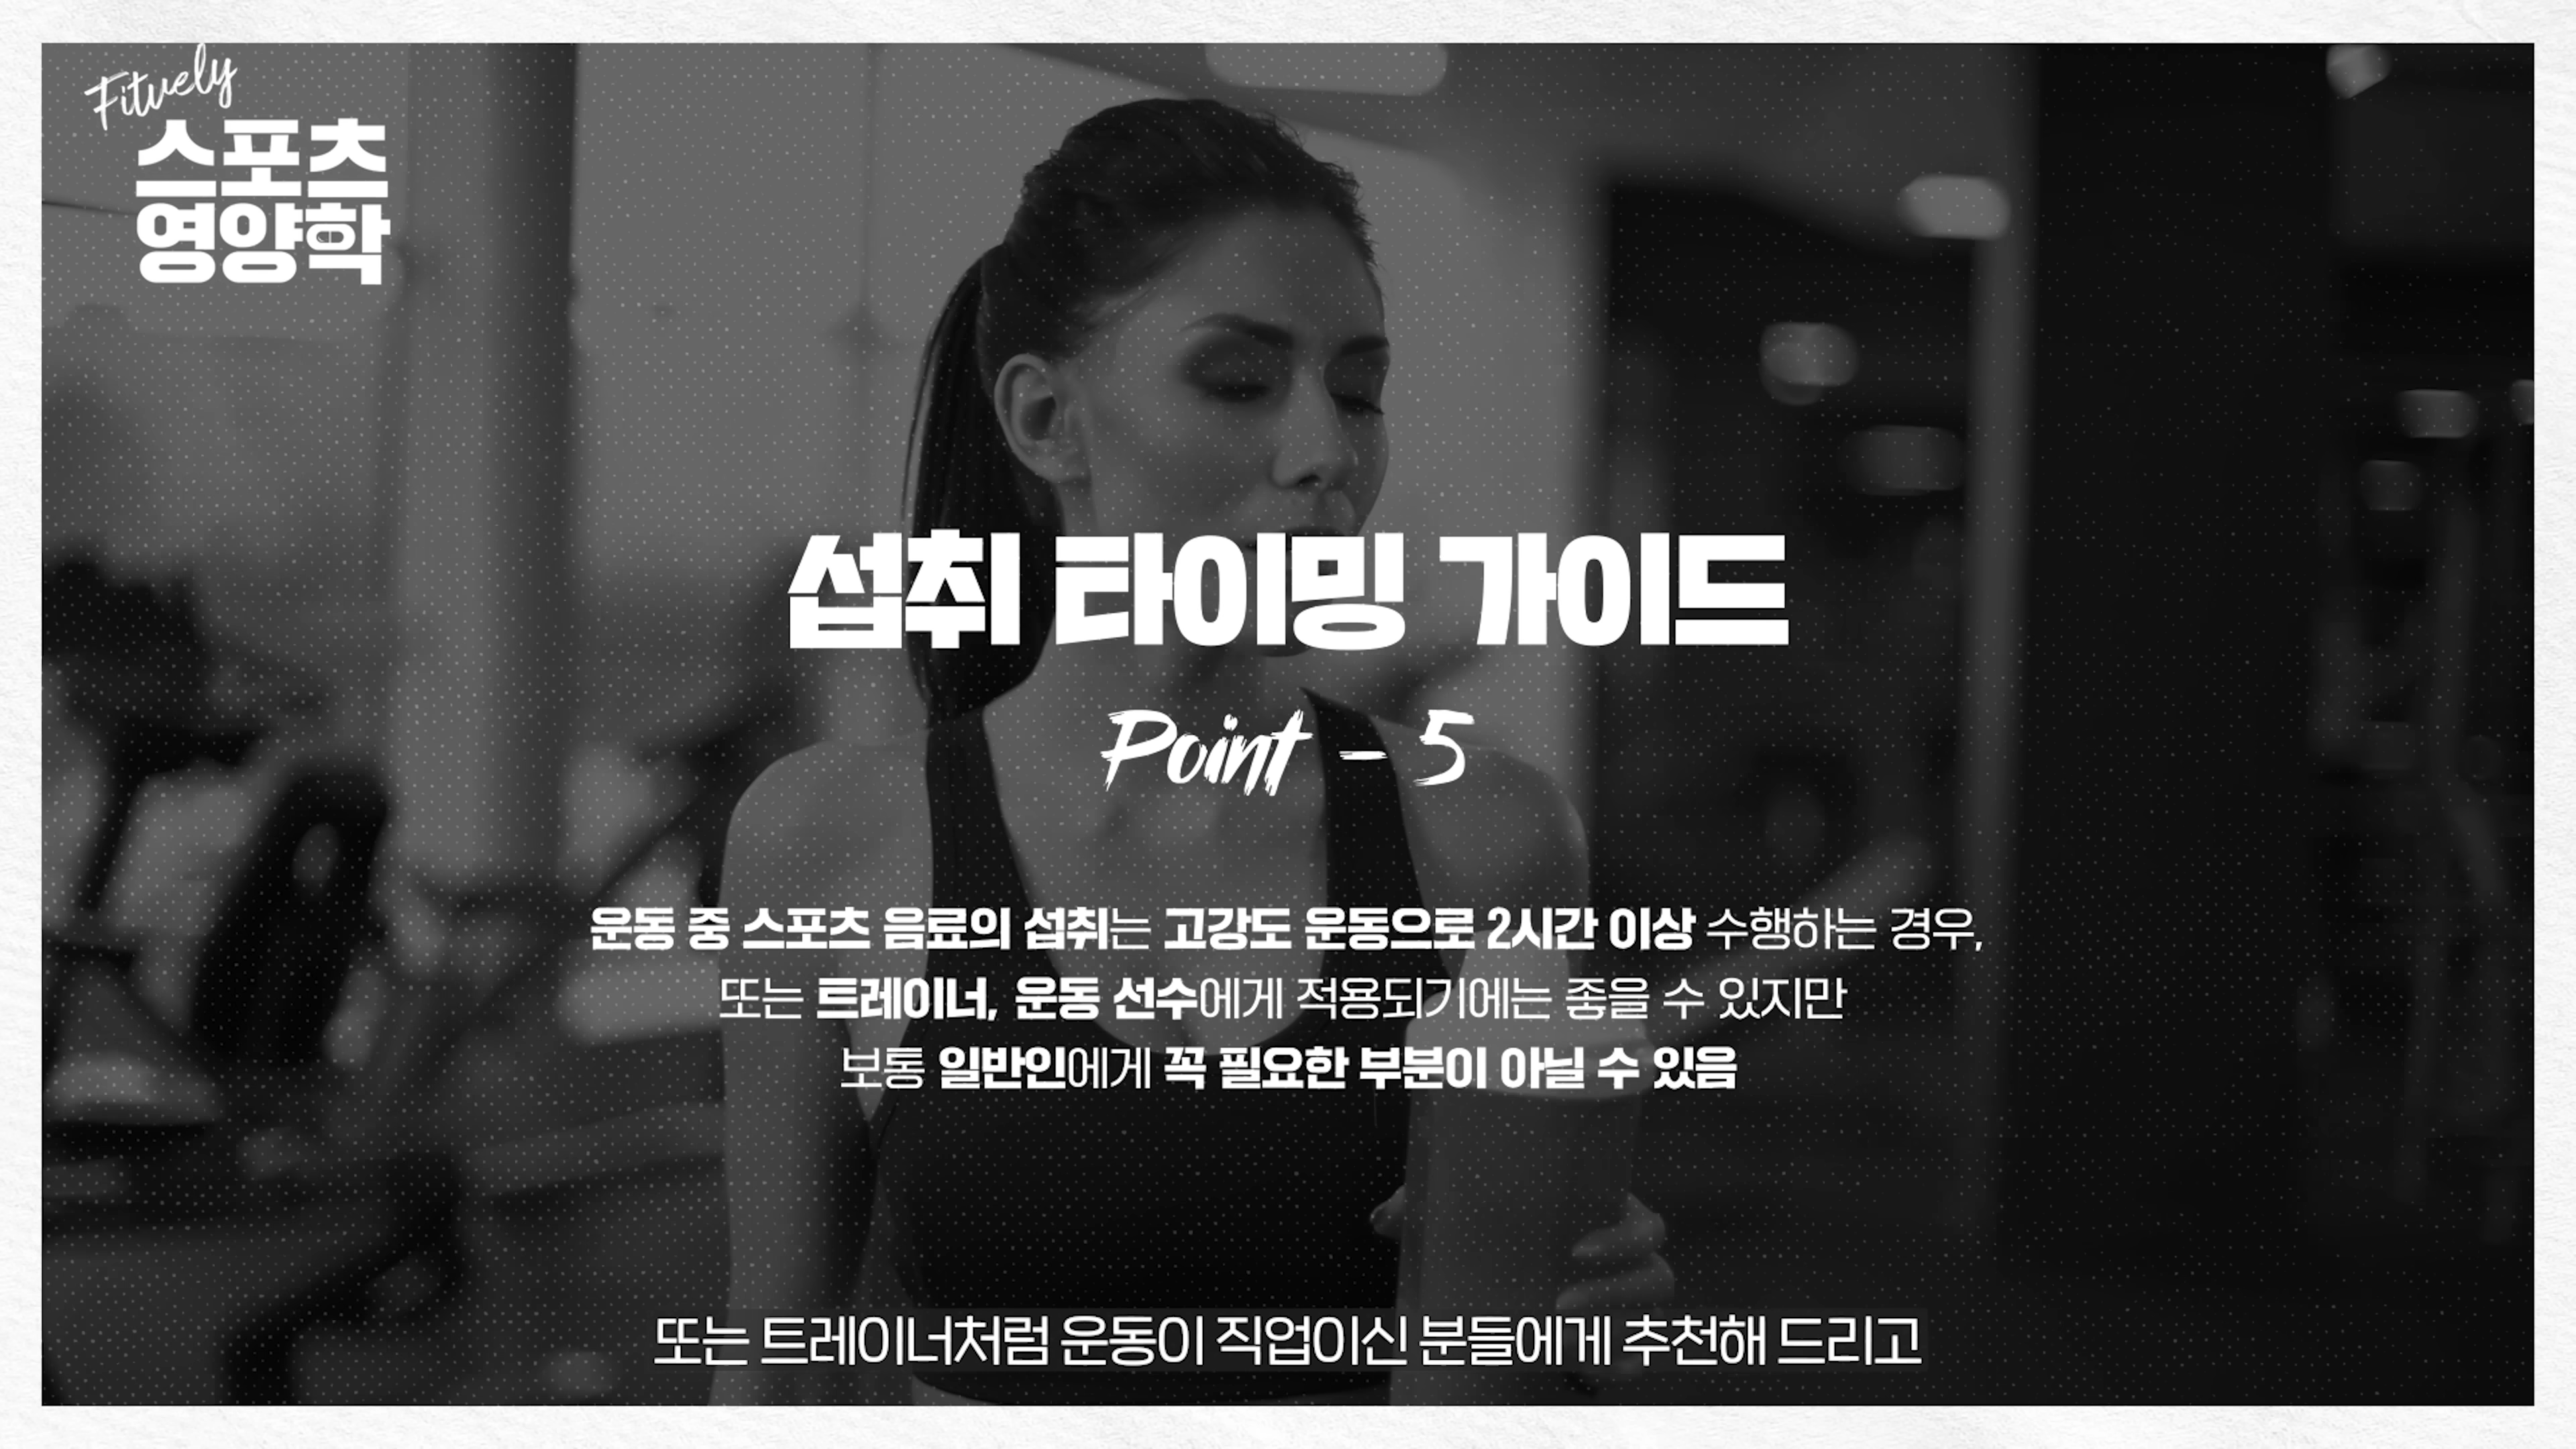 Fitvely
스포츠
영양학
섭취 타이밍 가이드
Point - 5
운동 중 스포츠 음료의 섭취는 고강도 운동으로 2시간 이상 수행하는 경우,
또는 트레이너, 운동 선수에게 적용되기에는 좋을 수 있지만
보통 일반인에게 꼭 필요한 부분이 아닐 수 있음
또는 트레이너처럼 운동이 직업이신 분들에게 추천해 드리고